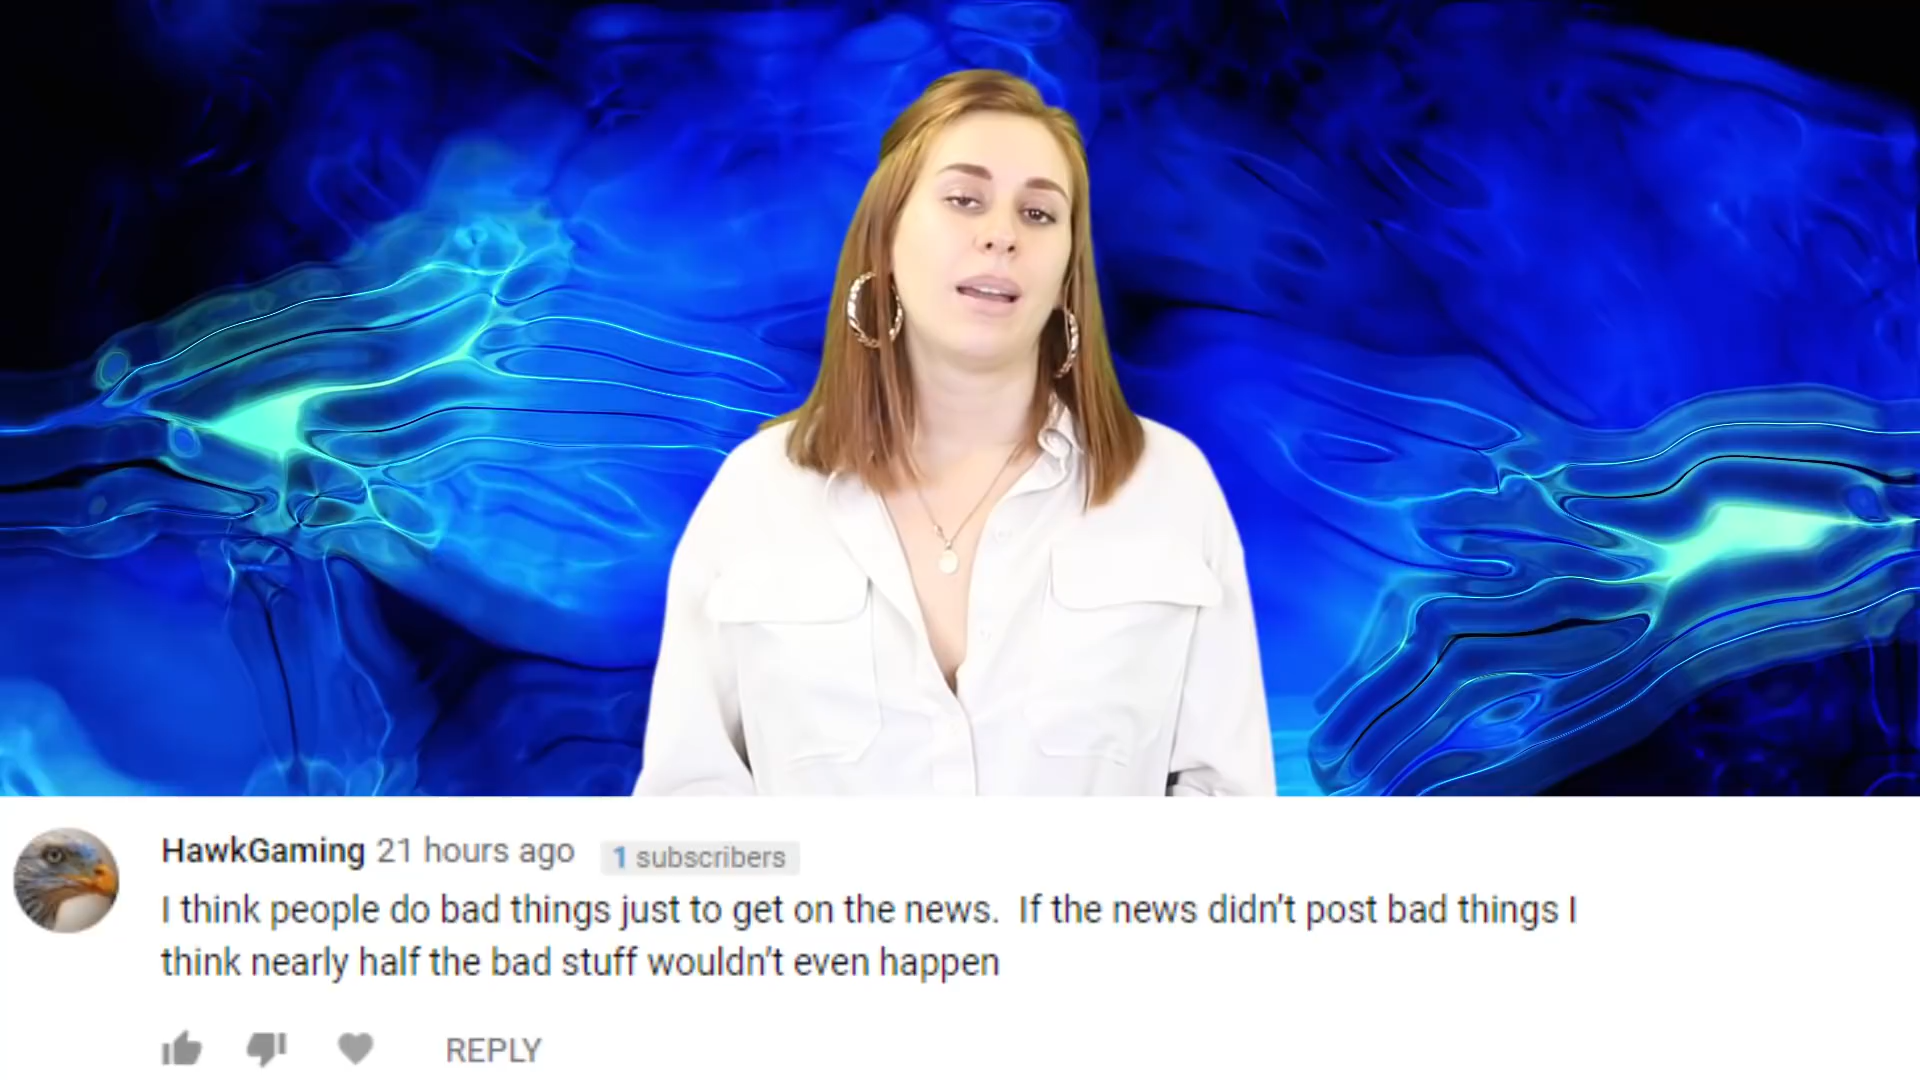 HawkGaming 21 hours ago 1 subscribers
I think people do bad things just to get on the news.  If the news didn't post bad things I
think nearly half the bad stuff wouldn't even happen
REPLY